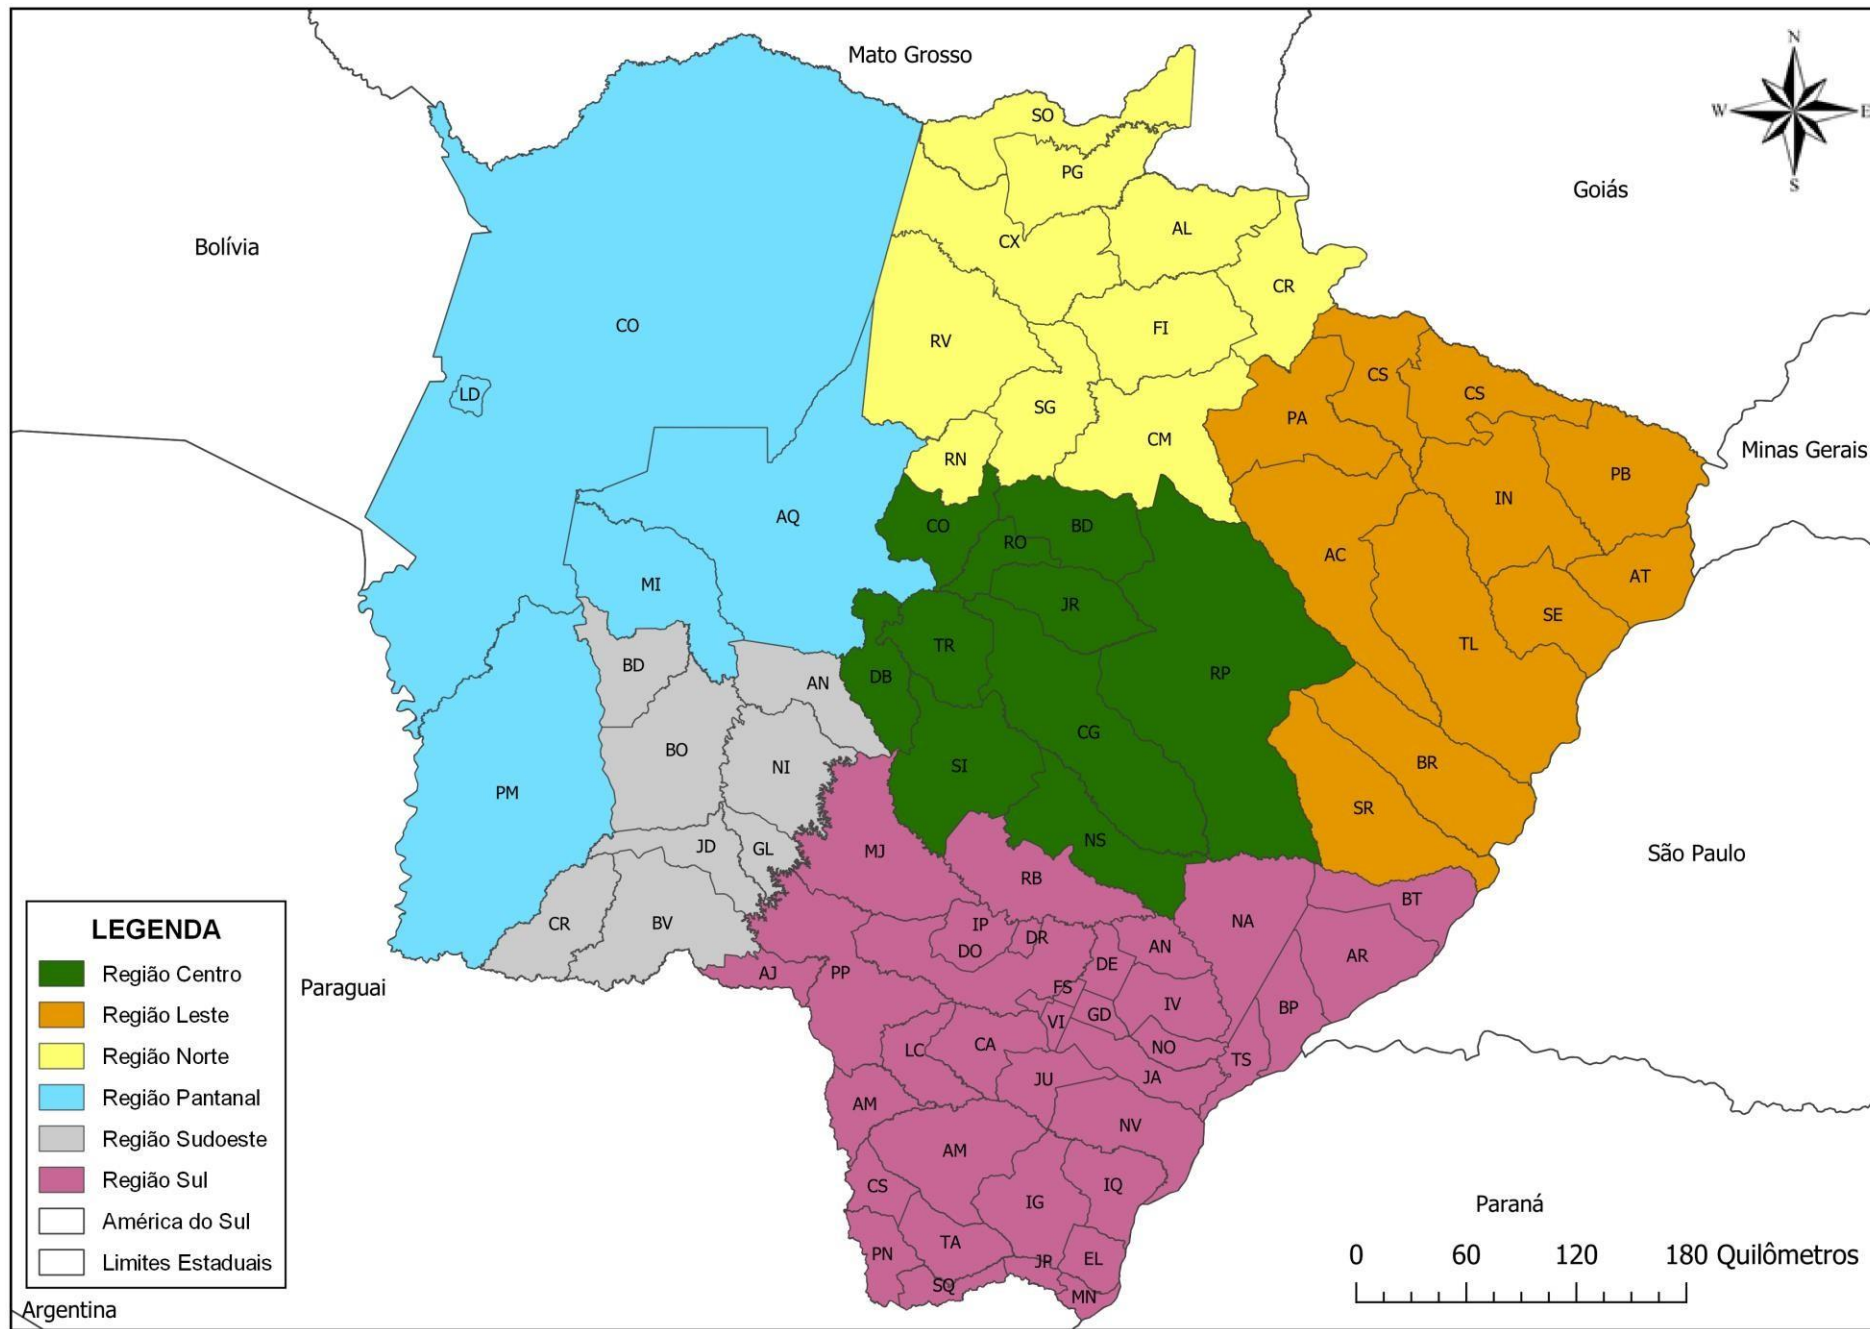 N
Mato Grosso
W
E
SO
S
PG
Goiás
AL
Bolívia
CX
CR
CO
FI
RV
CS
LD
CS
SG
PA
CM
Minas Gerais
RN
PB
IN
AQ
CO
BD
RO
AC
AT
MI
JR
SE
TR
TL
BD
RP
DB
AN
CG
BO
BR
NI
SI
PM
SR
NS
JD
GL
MJ
São Paulo
RB
BT
LEGENDA
CR
BV
IP
NA
DR
DO
AN
AR
DE
Região Centro
AJ
PP
Paraguai
FS
IV
BP
Região Leste
GD
VI
CA
LC
NO
Região Norte
TS
JU
JA
Região Pantanal
AM
NV
Região Sudoeste
AM
Região Sul
CS
IQ
IG
Paraná
América do Sul
PN
TA
JP
EL
Limites Estaduais
0 60 120 180 Quilômetros
SQ
MN
Argentina